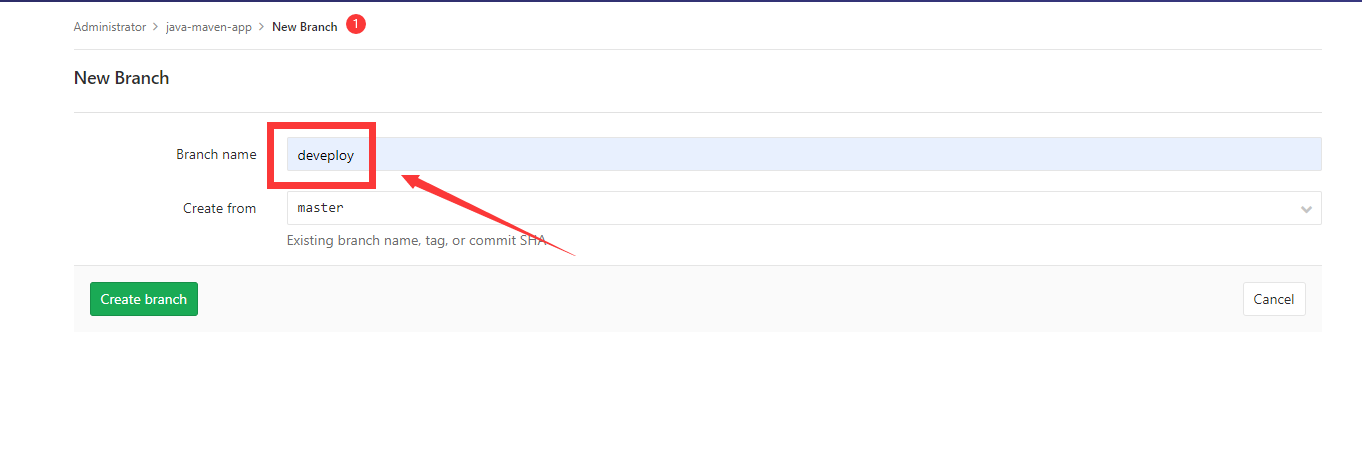 Administrator > java-maven-app > New Branch 1
New Branch
Branch name deveploy
Create from master
Existing branch name, tag, or commit SHA
Create branch Cancel